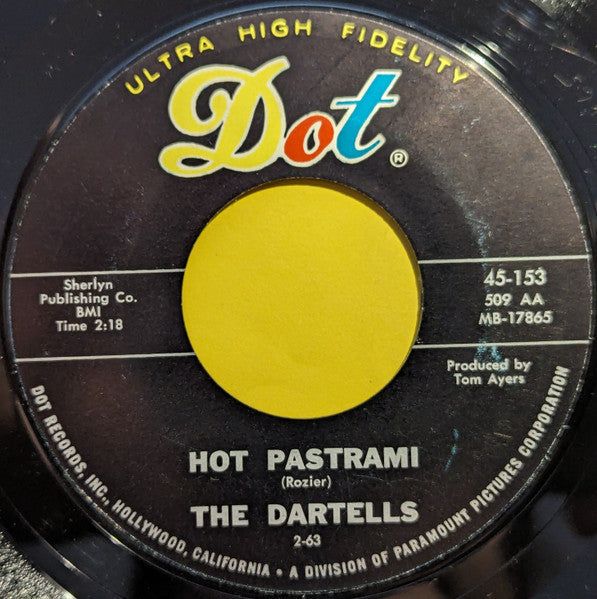 ULTRA HIGH FIDELITY
Dot®
Sherlyn
Publishing Co.
BMI
Time 2:18
45-153
509 AA
MB-17865
Produced by
Tom Ayers
HOT PASTRAMI
(Rozier)
THE DARTELLS
2-63
DOT RECORDS, INC., HOLLYWOOD, CALIFORNIA • A DIVISION OF PARAMOUNT PICTURES CORPORATION